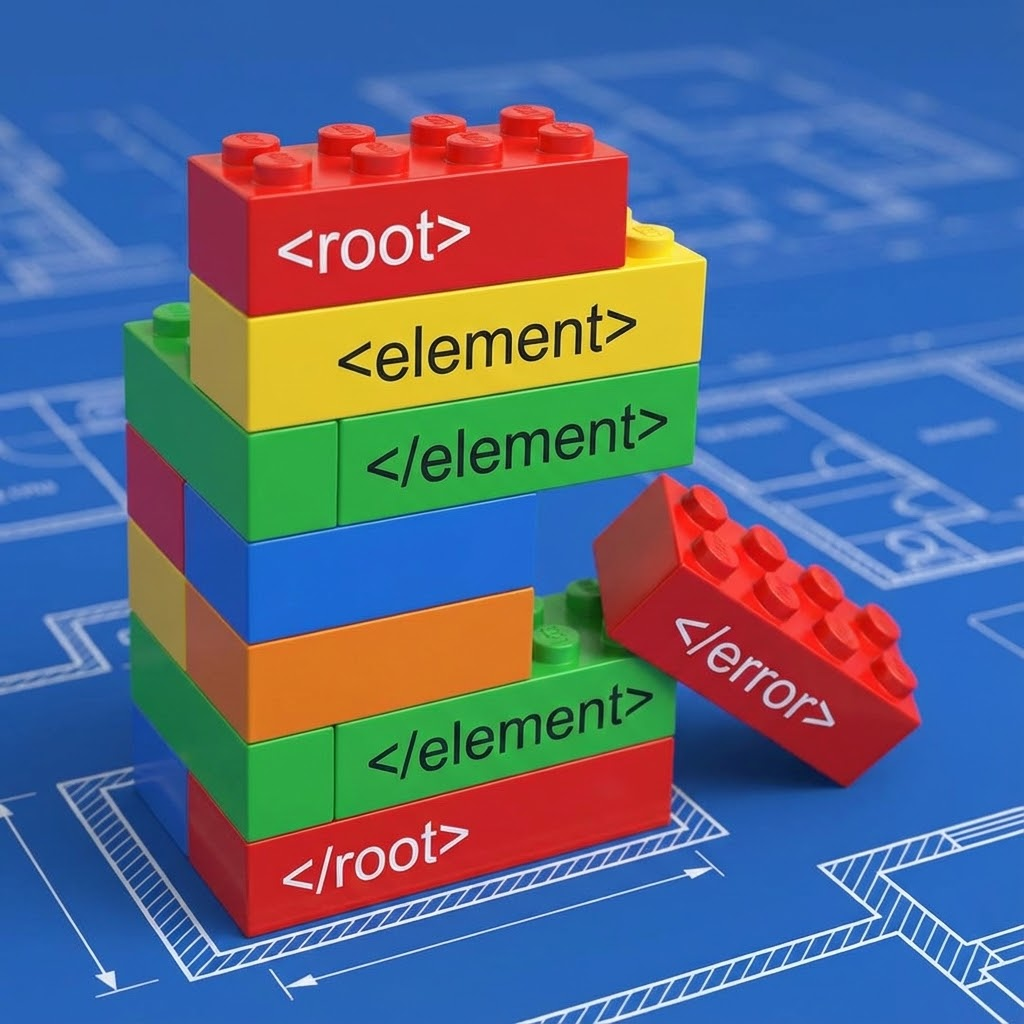 <root>
<element>
</element>
</error>
</element>
</root>